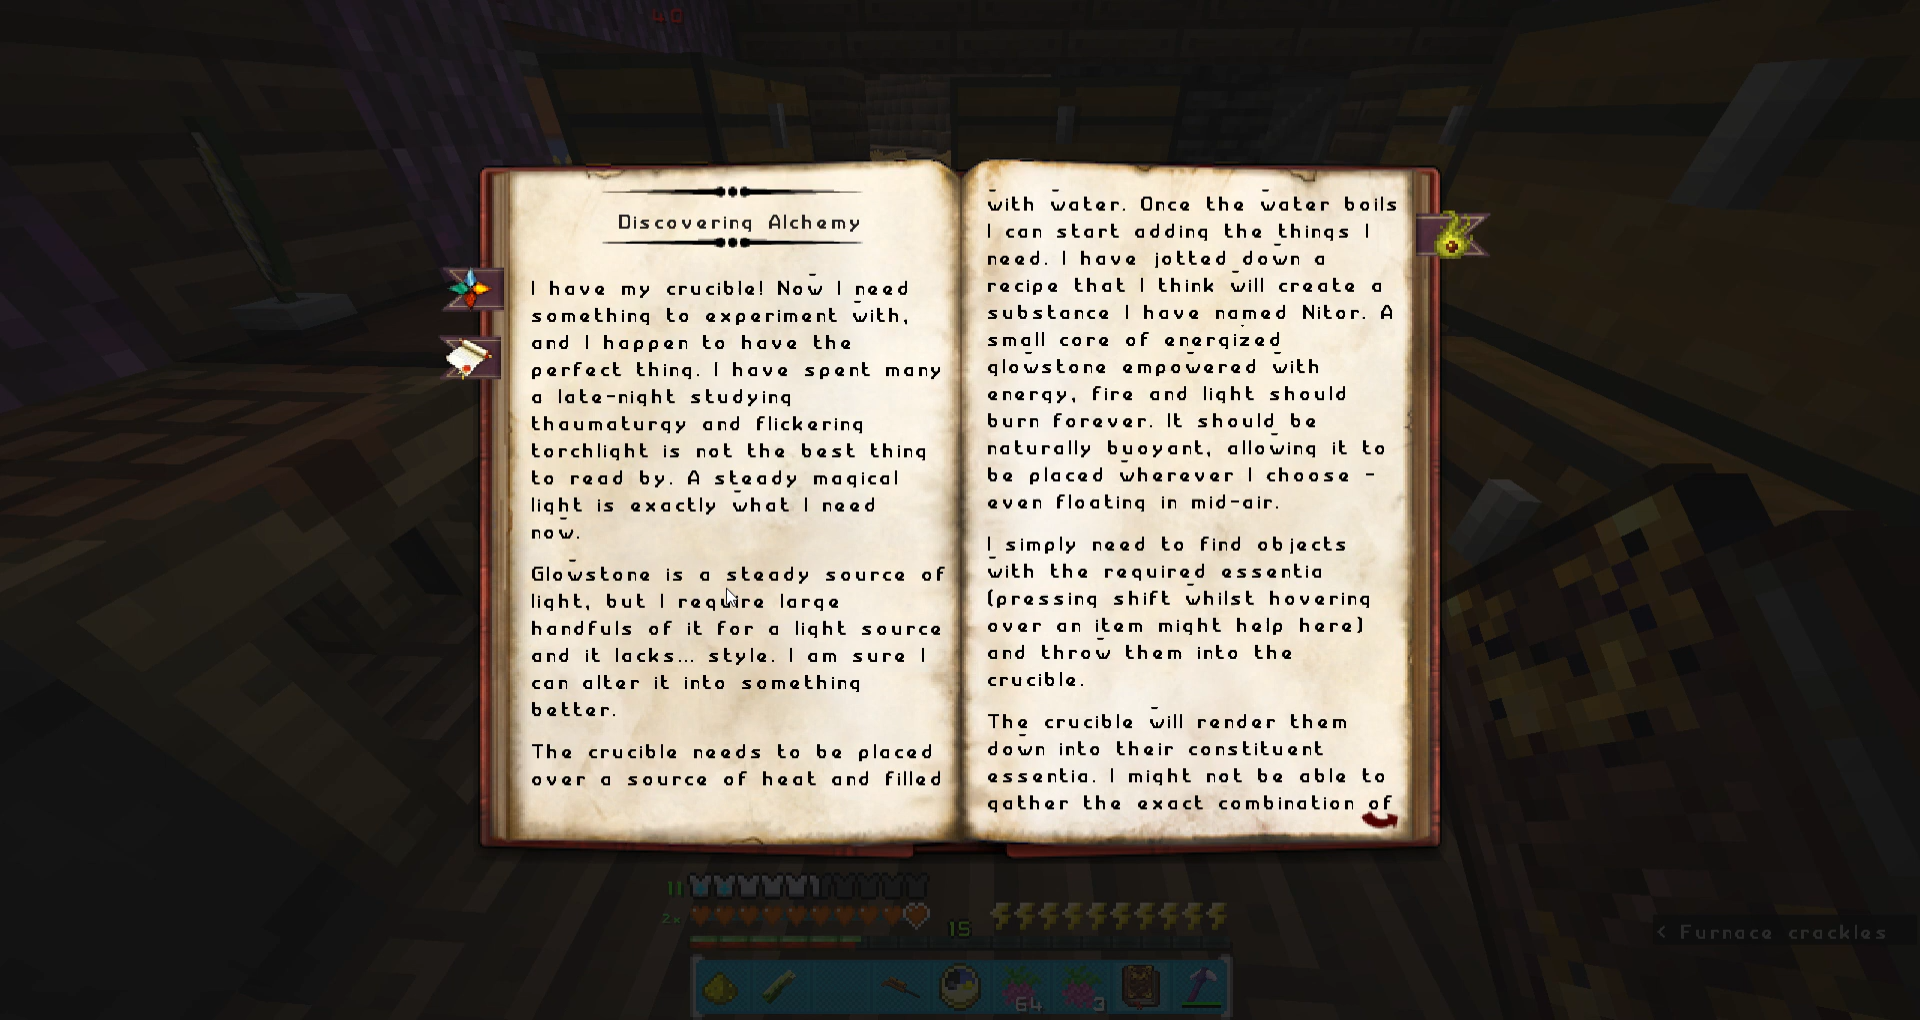 40
Discovering Alchemy
I have my crucible! Now I need
something to experiment with,
and I happen to have the
perfect thing. I have spent many
a late-night studying
thaumaturgy and flickering
torchlight is not the best thing
to read by. A steady magical
light is exactly what I need
now.
Glowstone is a steady source of
light, but I require large
handfuls of it for a light source
and it lacks... style. I am sure I
can alter it into something
better.
The crucible needs to be placed
over a source of heat and filled
with water. Once the water boils
I can start adding the things I
need. I have jotted down a
recipe that I think will create a
substance I have named Nitor. A
small core of energized
glowstone empowered with
energy, fire and light should
burn forever. It should be
naturally buoyant, allowing it to
be placed wherever I choose -
even floating in mid-air.
I simply need to find objects
with the required essentia
(pressing shift whilst hovering
over an item might help here)
and throw them into the
crucible.
The crucible will render them
down into their constituent
essentia. I might not be able to
gather the exact combination of
11
2x
15
< Furnace crackles
64
3